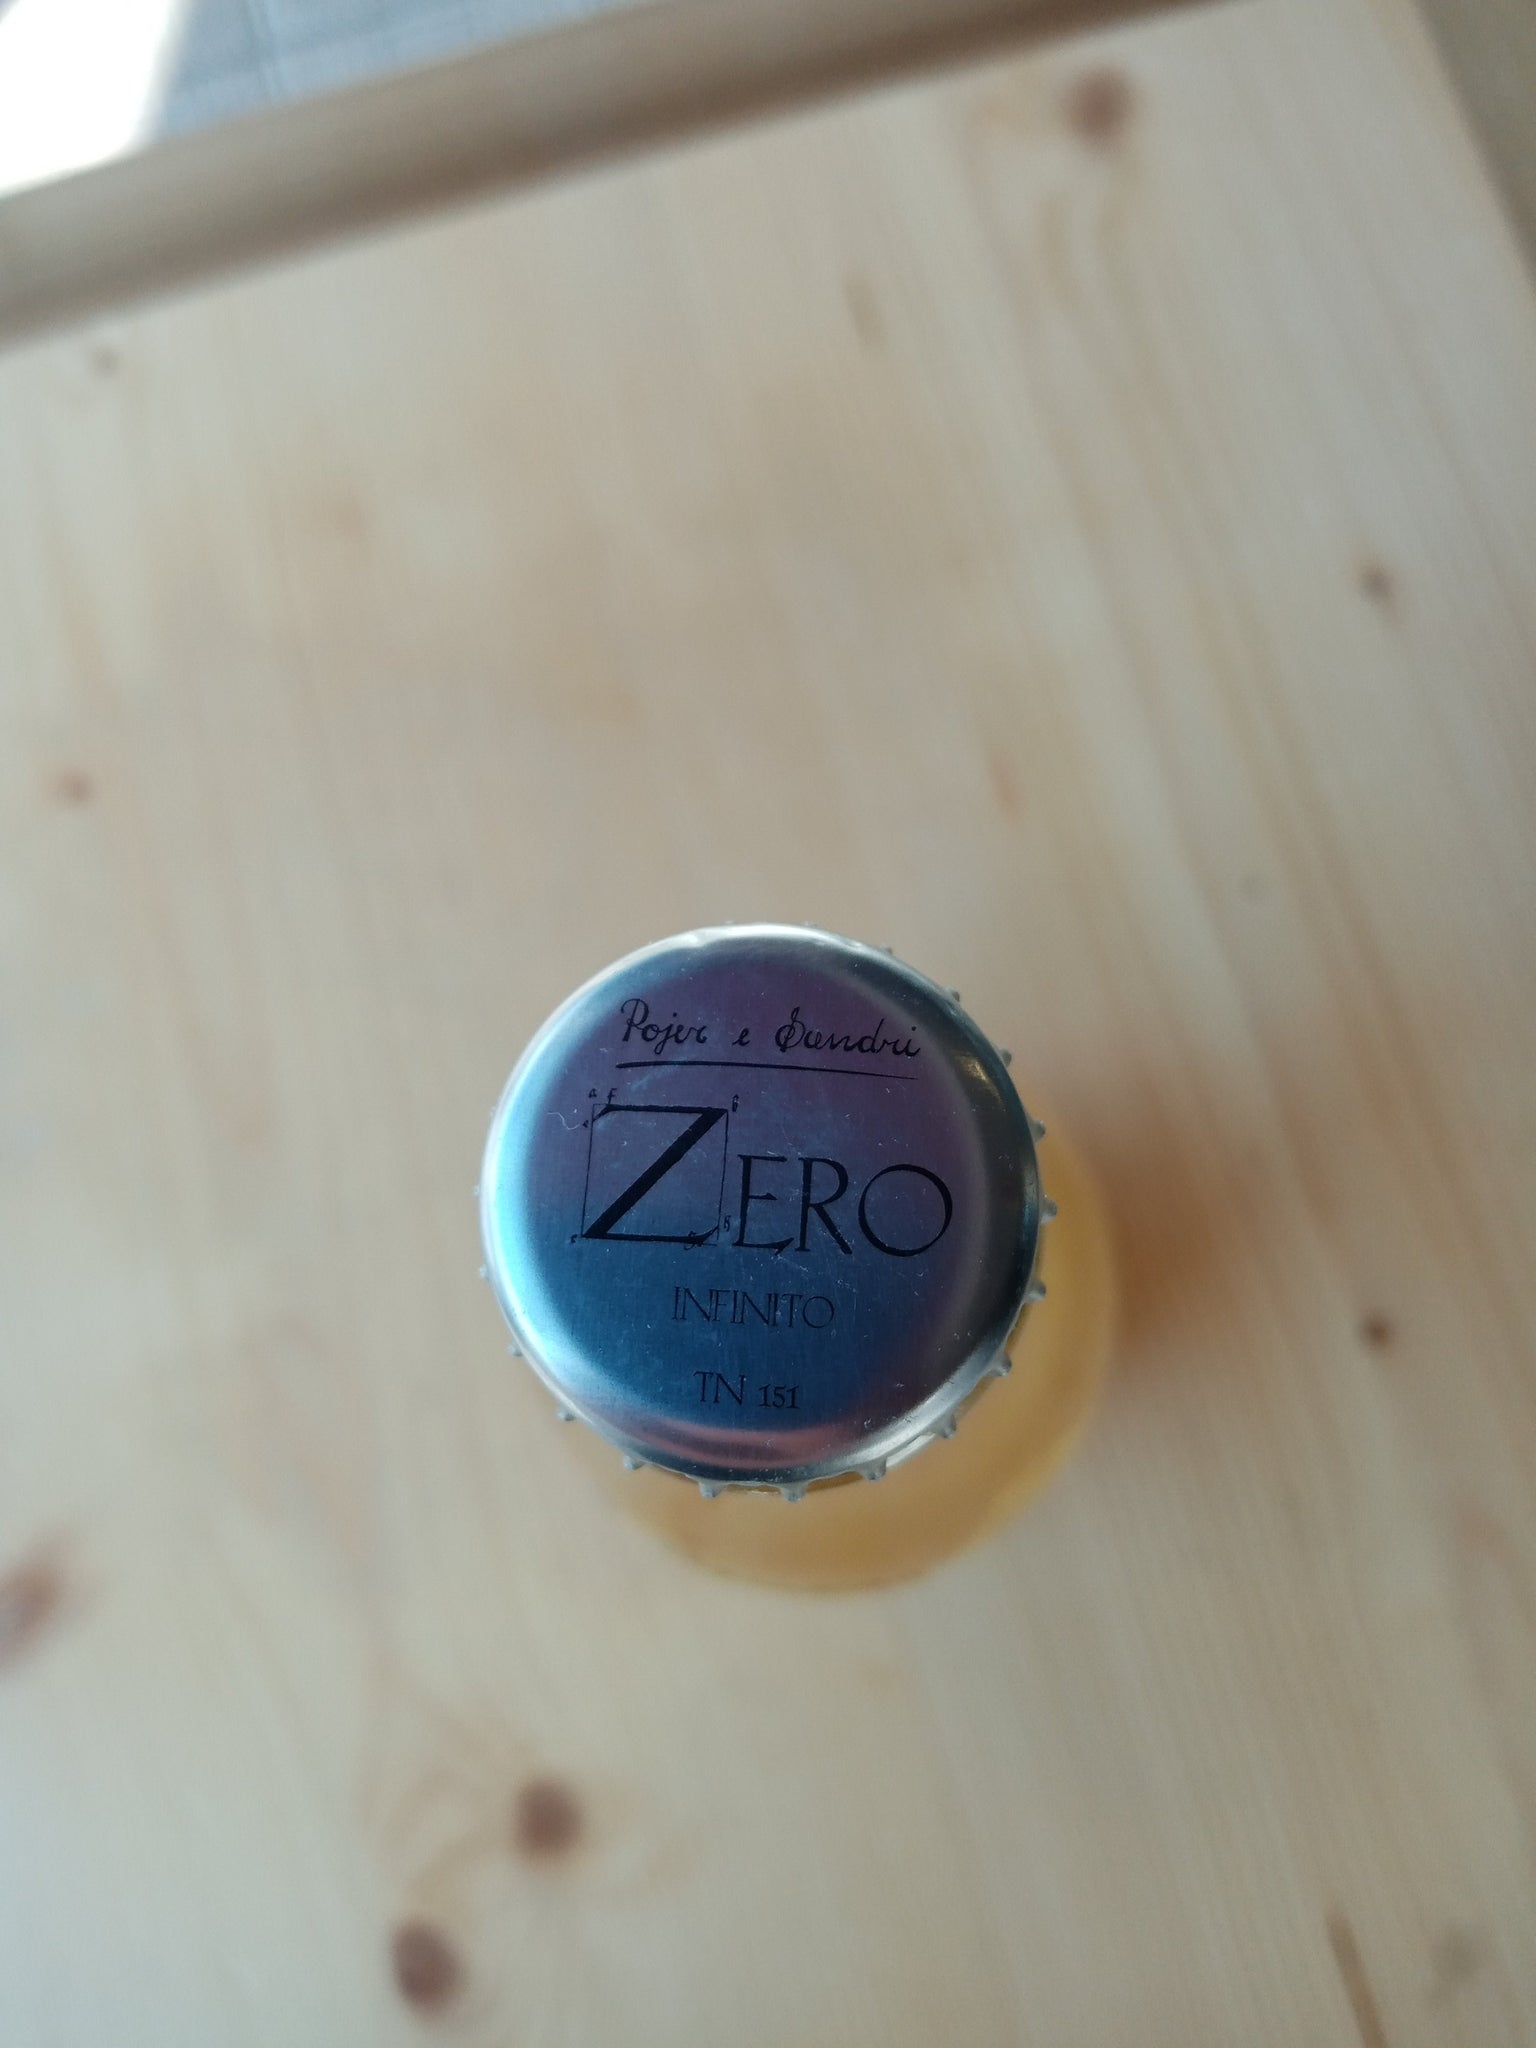 Pojer e Sandri
ZERO
INFINITO
TN 151